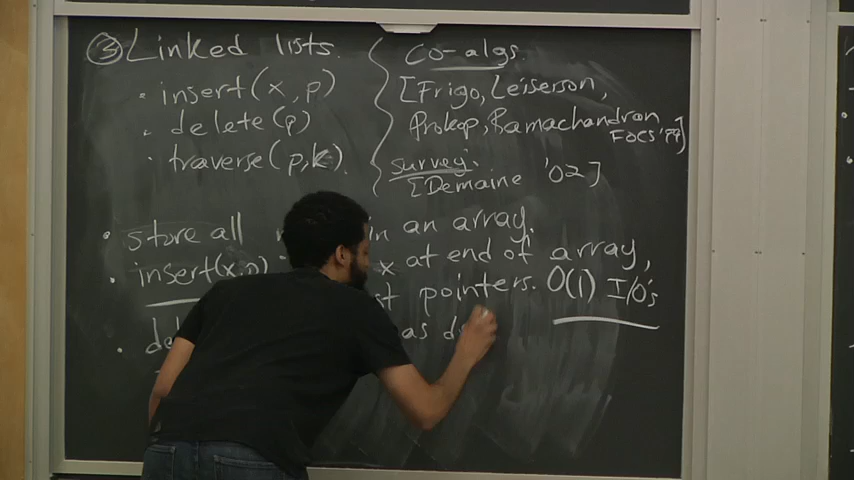 ③ Linked lists.
· insert(x, p)
· delete(p)
· traverse(p, k).
Co-algs.
[Frigo, Leiserson,
Prokop, Ramachandran
FOCS '99]
survey:
[Demaine '02]
· store all in an array.
· insert(x,p) x at end of array,
pointers. O(1) I/O's
· de as d